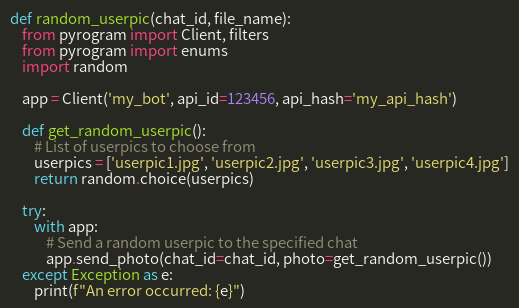 def random_userpic(chat_id, file_name):
    from pyrogram import Client, filters
    from pyrogram import enums
    import random

    app = Client('my_bot', api_id=123456, api_hash='my_api_hash')

    def get_random_userpic():
        # List of userpics to choose from
        userpics = ['userpic1.jpg', 'userpic2.jpg', 'userpic3.jpg', 'userpic4.jpg']
        return random.choice(userpics)

    try:
        with app:
            # Send a random userpic to the specified chat
            app.send_photo(chat_id=chat_id, photo=get_random_userpic())
    except Exception as e:
        print(f"An error occurred: {e}")